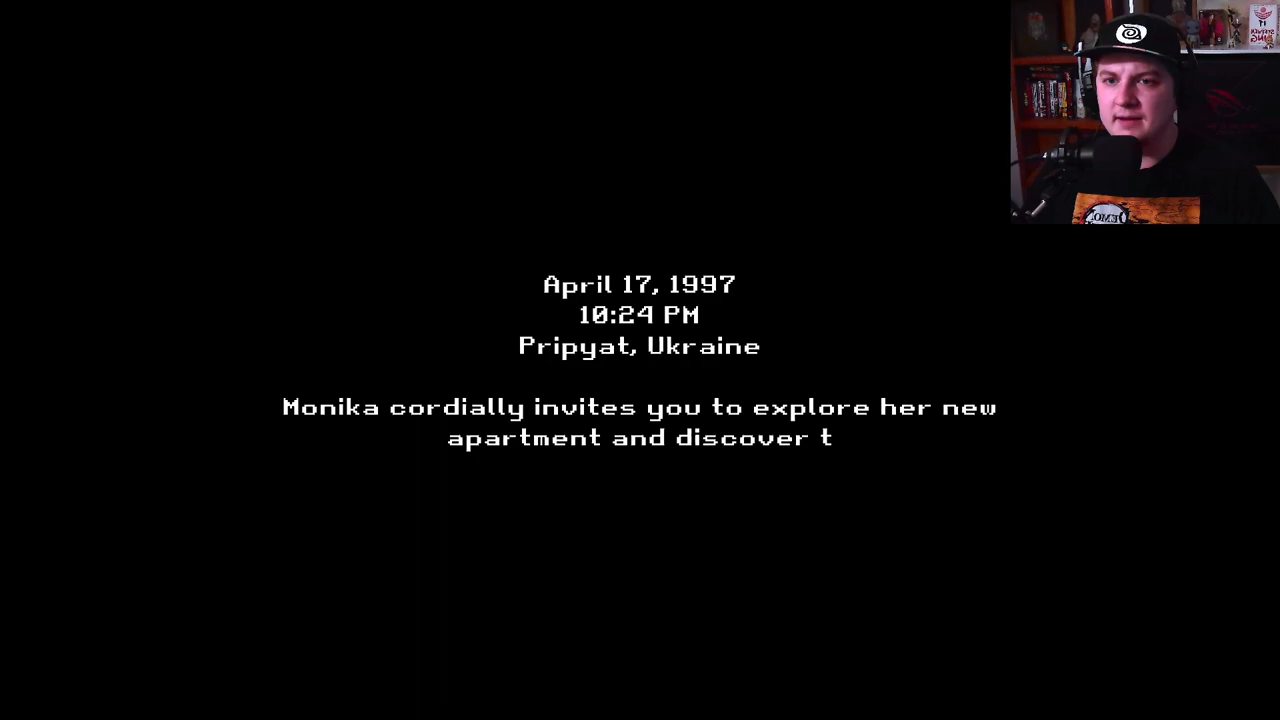 April 17, 1997
10:24 PM
Pripyat, Ukraine
Monika cordially invites you to explore her new
apartment and discover t